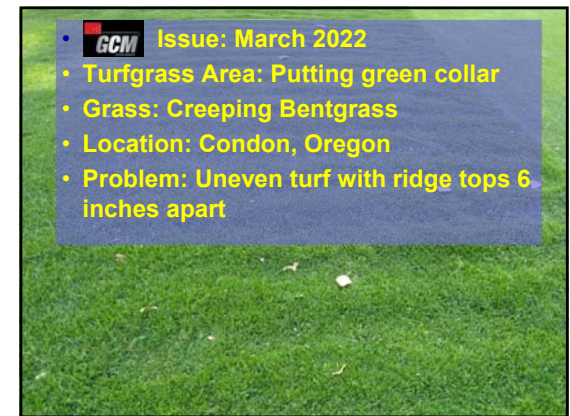 • GCM Issue: March 2022
• Turfgrass Area: Putting green collar
• Grass: Creeping Bentgrass
• Location: Condon, Oregon
• Problem: Uneven turf with ridge tops 6
inches apart